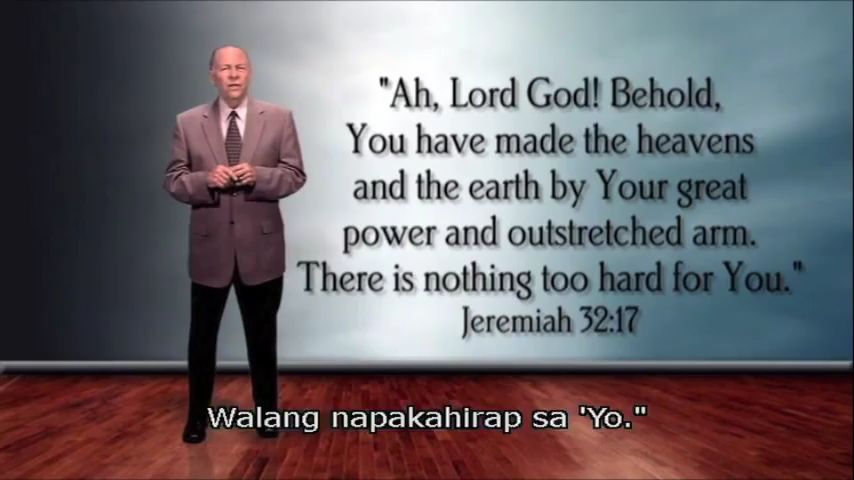 "Ah, Lord God! Behold,
You have made the heavens
and the earth by Your great
power and outstretched arm.
There is nothing too hard for You."
Jeremiah 32:17
Walang napakahirap sa 'Yo."